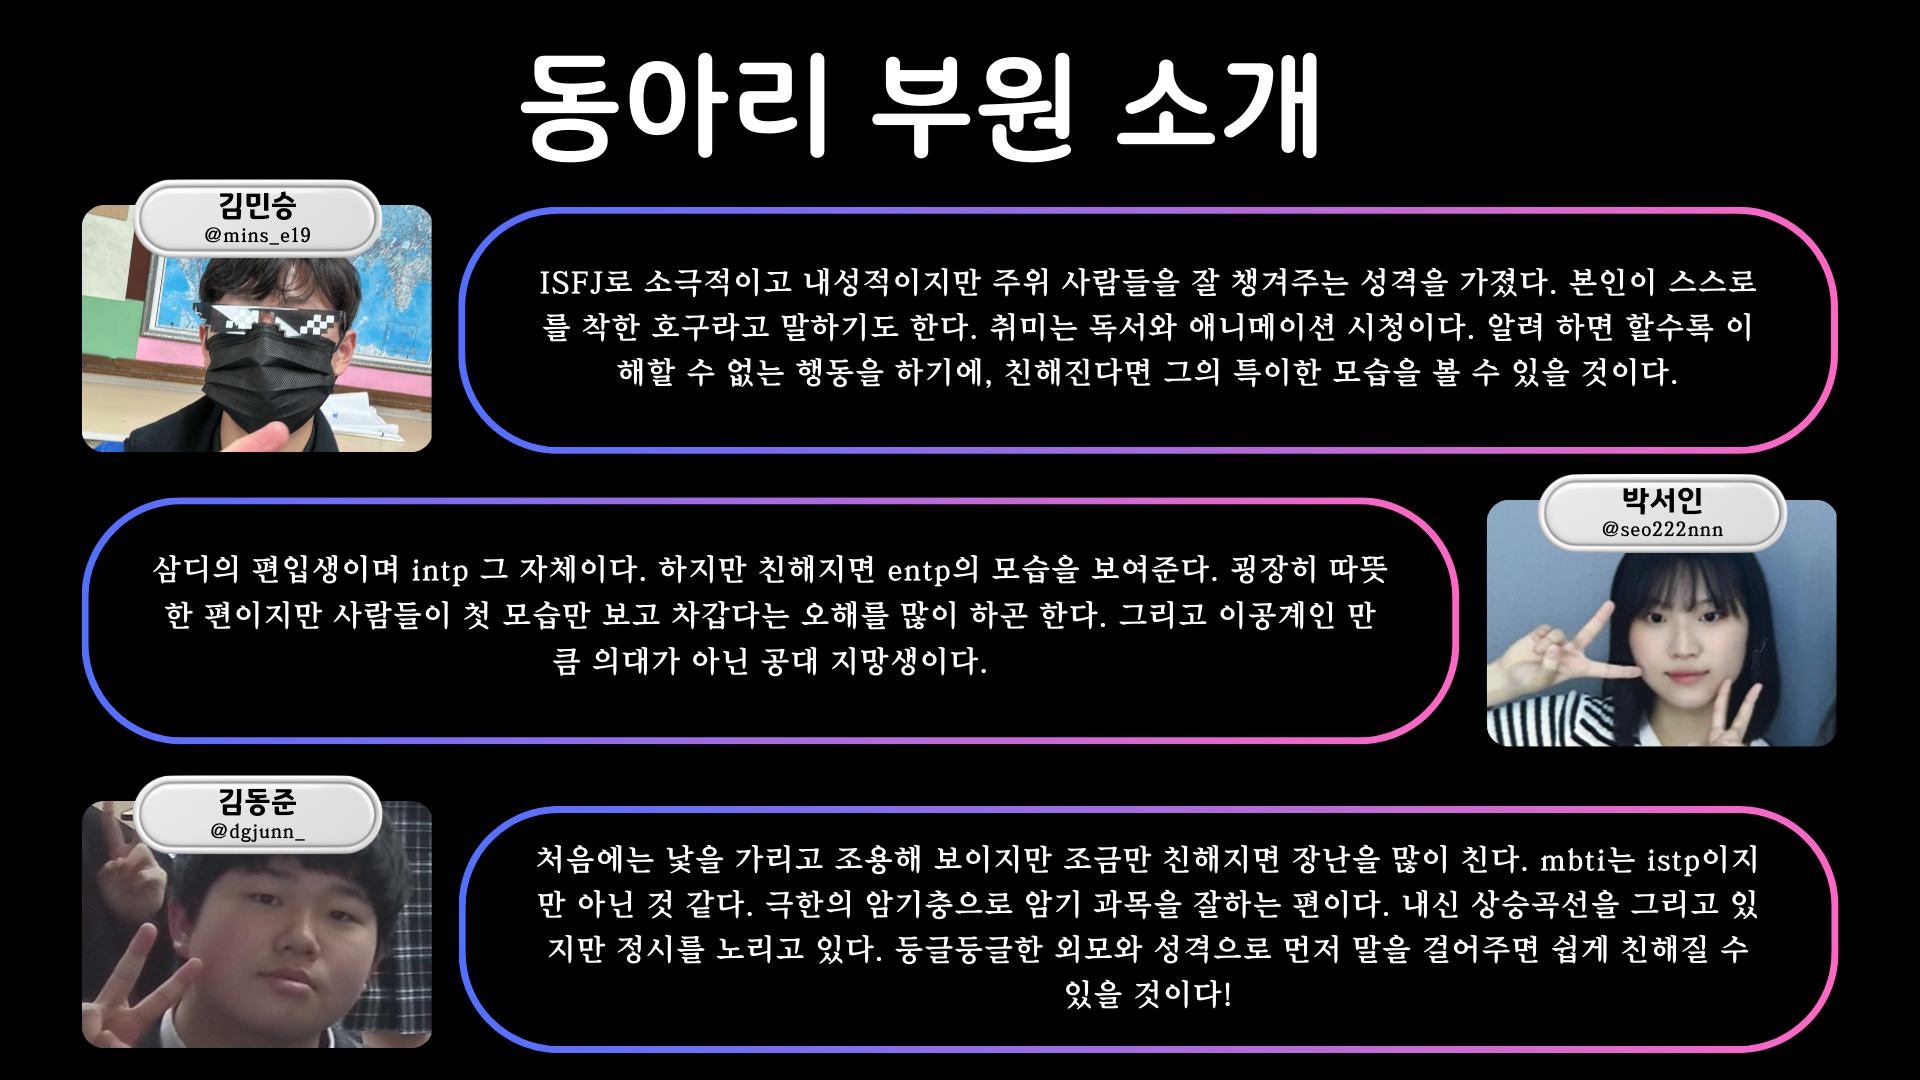 동아리 부원 소개
김민승
@mins_e19
ISFJ로 소극적이고 내성적이지만 주위 사람들을 잘 챙겨주는 성격을 가졌다. 본인이 스스로
를 착한 호구라고 말하기도 한다. 취미는 독서와 애니메이션 시청이다. 알려 하면 할수록 이
해할 수 없는 행동을 하기에, 친해진다면 그의 특이한 모습을 볼 수 있을 것이다.
박서인
@seo222nnn
삼디의 편입생이며 intp 그 자체이다. 하지만 친해지면 entp의 모습을 보여준다. 굉장히 따뜻
한 편이지만 사람들이 첫 모습만 보고 차갑다는 오해를 많이 하곤 한다. 그리고 이공계인 만
큼 의대가 아닌 공대 지망생이다.
김동준
@dgjunn_
처음에는 낯을 가리고 조용해 보이지만 조금만 친해지면 장난을 많이 친다. mbti는 istp이지
만 아닌 것 같다. 극한의 암기충으로 암기 과목을 잘하는 편이다. 내신 상승곡선을 그리고 있
지만 정시를 노리고 있다. 둥글둥글한 외모와 성격으로 먼저 말을 걸어주면 쉽게 친해질 수
있을 것이다!